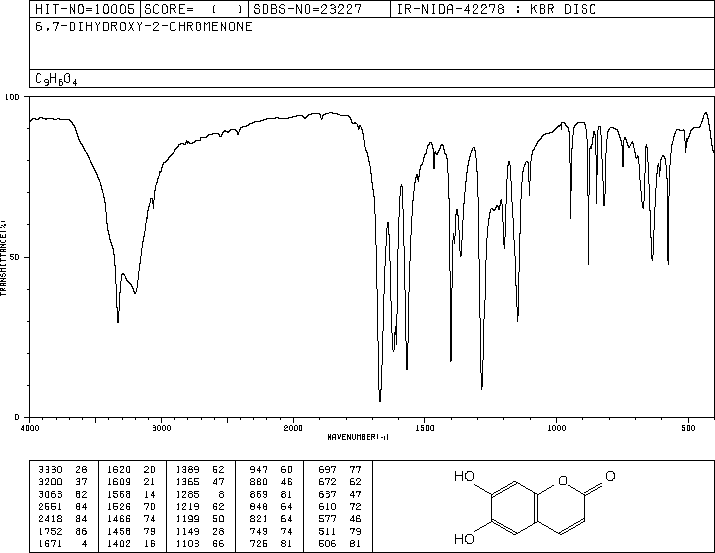 HIT-NO=10005 SCORE= ( ) SDBS-NO=23227 IR-NIDA-42278 : KBR DISC
6,7-DIHYDROXY-2-CHROMENONE
C9H6O4
100
50
0
TRANSMITTANCE(%)
4000 3000 2000 1500 1000 500
WAVENUMBER(-1)
3330 28 1620 20 1389 52 947 60 697 77
3200 37 1609 21 1365 47 880 46 672 62
3063 62 1568 14 1285 8 869 81 637 47
2551 84 1526 70 1219 62 848 64 610 72
2418 84 1466 74 1199 50 821 64 577 46
1752 86 1458 79 1149 28 749 74 511 79
1671 4 1402 16 1103 66 726 81 506 81
HO
HO
O
O